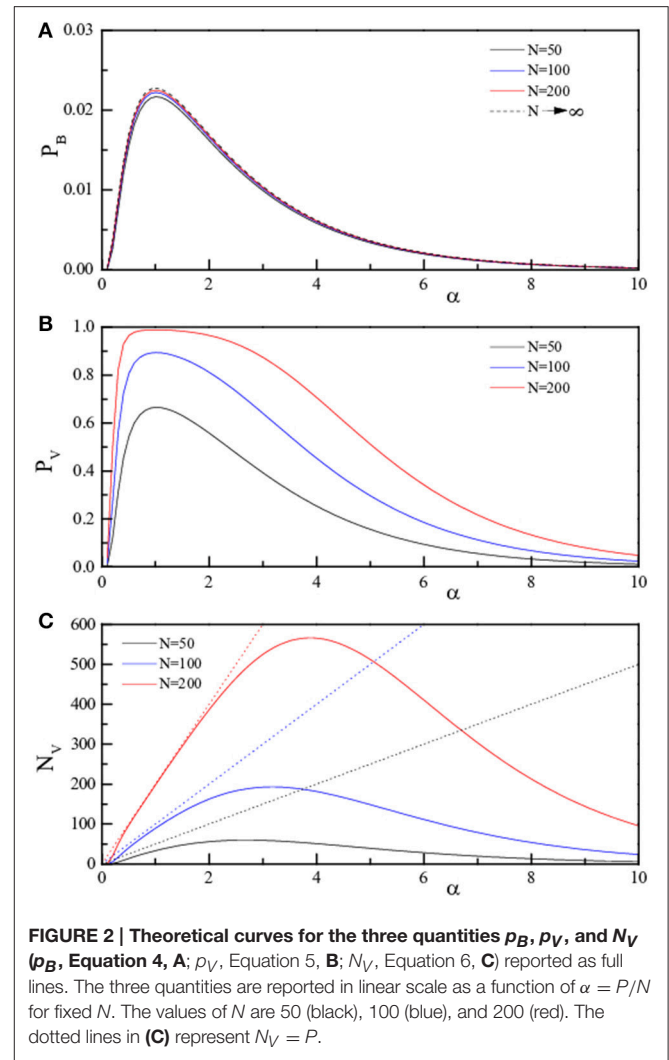 A
0.03
0.02
0.01
0.00
P_B
N=50
N=100
N=200
N → ∞
0 2 4 6 8 10
α
B
1.0
0.8
0.6
0.4
0.2
0.0
P_V
N=50
N=100
N=200
0 2 4 6 8 10
α
C
600
500
400
300
200
100
0
N_V
N=50
N=100
N=200
0 2 4 6 8 10
α
FIGURE 2 | Theoretical curves for the three quantities p_B, p_V, and N_V
(p_B, Equation 4, A; p_V, Equation 5, B; N_V, Equation 6, C) reported as full
lines. The three quantities are reported in linear scale as a function of α = P/N
for fixed N. The values of N are 50 (black), 100 (blue), and 200 (red). The
dotted lines in (C) represent N_V = P.